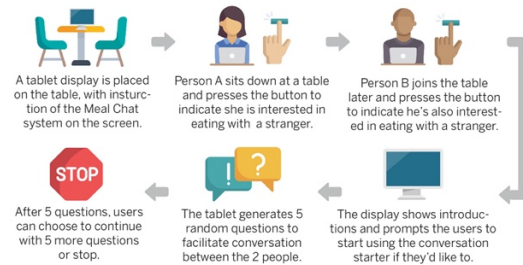 A tablet display is placed
on the table, with insturc-
tion of the Meal Chat
system on the screen.
Person A sits down at a table
and presses the button to
indicate she is interested in
eating with a stranger.
Person B joins the table
later and presses the button
to indicate he's also interest-
ed in eating with a stranger.
STOP
After 5 questions, users
can choose to continue
with 5 more questions
or stop.
! ?
The tablet generates 5
random questions to
facilitate conversation
between the 2 people.
The display shows introduc-
tions and prompts the users to
start using the conversation
starter if they'd like to.